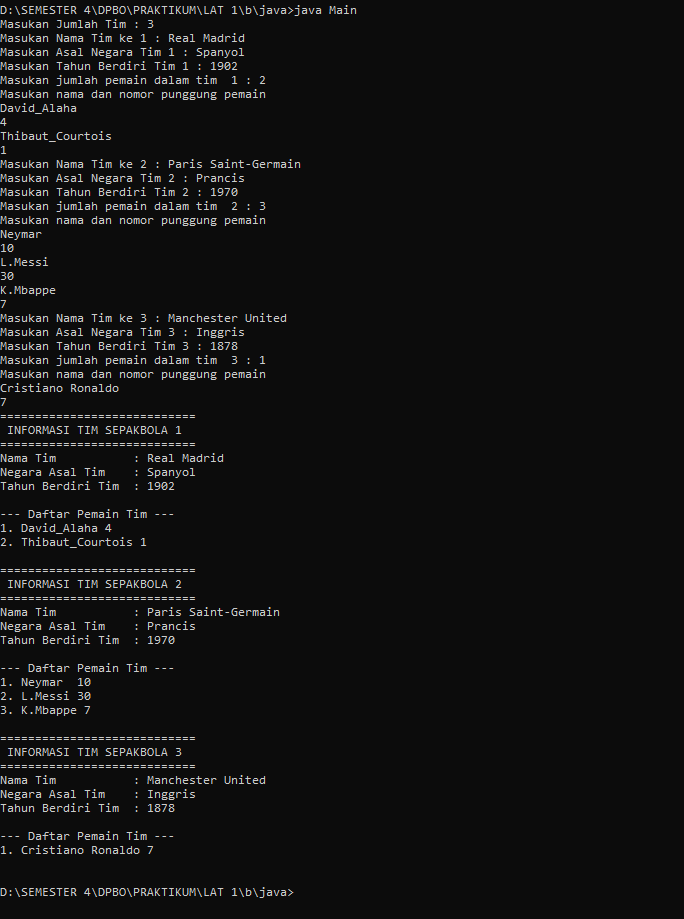 D:\SEMESTER 4\DPBO\PRAKTIKUM\LAT 1\b\java>java Main
Masukan Jumlah Tim : 3
Masukan Nama Tim ke 1 : Real Madrid
Masukan Asal Negara Tim 1 : Spanyol
Masukan Tahun Berdiri Tim 1 : 1902
Masukan jumlah pemain dalam tim  1 : 2
Masukan nama dan nomor punggung pemain
David_Alaha
4
Thibaut_Courtois
1
Masukan Nama Tim ke 2 : Paris Saint-Germain
Masukan Asal Negara Tim 2 : Prancis
Masukan Tahun Berdiri Tim 2 : 1970
Masukan jumlah pemain dalam tim  2 : 3
Masukan nama dan nomor punggung pemain
Neymar
10
L.Messi
30
K.Mbappe
7
Masukan Nama Tim ke 3 : Manchester United
Masukan Asal Negara Tim 3 : Inggris
Masukan Tahun Berdiri Tim 3 : 1878
Masukan jumlah pemain dalam tim  3 : 1
Masukan nama dan nomor punggung pemain
Cristiano Ronaldo
7
============================
 INFORMASI TIM SEPAKBOLA 1
============================
Nama Tim           : Real Madrid
Negara Asal Tim    : Spanyol
Tahun Berdiri Tim  : 1902

--- Daftar Pemain Tim ---
1. David_Alaha 4
2. Thibaut_Courtois 1

============================
 INFORMASI TIM SEPAKBOLA 2
============================
Nama Tim           : Paris Saint-Germain
Negara Asal Tim    : Prancis
Tahun Berdiri Tim  : 1970

--- Daftar Pemain Tim ---
1. Neymar  10
2. L.Messi 30
3. K.Mbappe 7

============================
 INFORMASI TIM SEPAKBOLA 3
============================
Nama Tim           : Manchester United
Negara Asal Tim    : Inggris
Tahun Berdiri Tim  : 1878

--- Daftar Pemain Tim ---
1. Cristiano Ronaldo 7

D:\SEMESTER 4\DPBO\PRAKTIKUM\LAT 1\b\java>